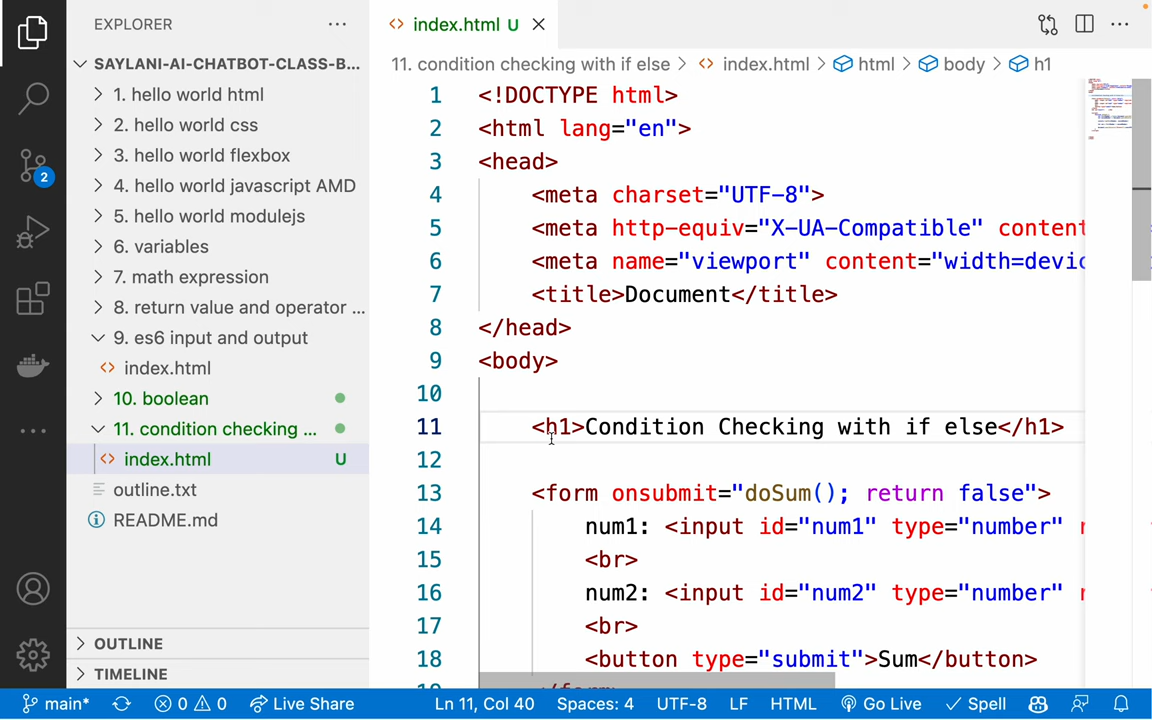 EXPLORER
SAYLANI-AI-CHATBOT-CLASS-B...
1. hello world html
2. hello world css
3. hello world flexbox
4. hello world javascript AMD
5. hello world modulejs
6. variables
7. math expression
8. return value and operator ...
9. es6 input and output
index.html
10. boolean
11. condition checking ...
index.html U
outline.txt
README.md
OUTLINE
TIMELINE
2
index.html U
11. condition checking with if else > index.html > html > body > h1
1 <!DOCTYPE html>
2 <html lang="en">
3 <head>
4 <meta charset="UTF-8">
5 <meta http-equiv="X-UA-Compatible" content
6 <meta name="viewport" content="width=devic
7 <title>Document</title>
8 </head>
9 <body>
10
11 <h1>Condition Checking with if else</h1>
12
13 <form onsubmit="doSum(); return false">
14 num1: <input id="num1" type="number" r
15 <br>
16 num2: <input id="num2" type="number" r
17 <br>
18 <button type="submit">Sum</button>
main* 0 0 Live Share Ln 11, Col 40 Spaces: 4 UTF-8 LF HTML Go Live Spell